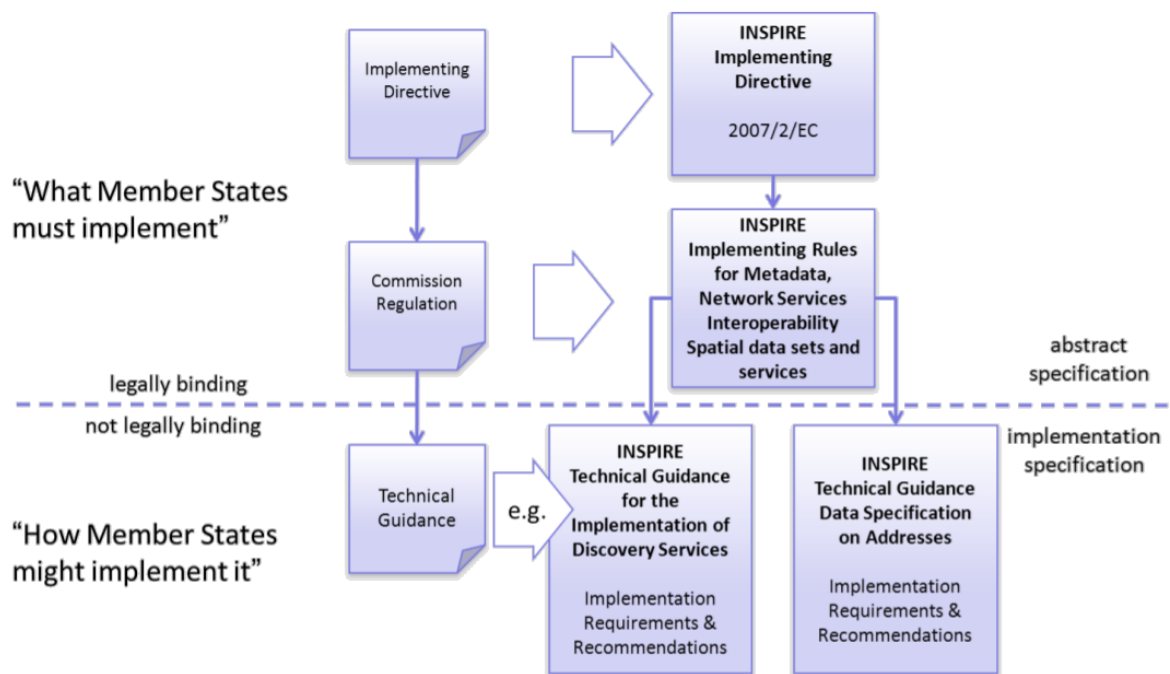 Implementing
Directive
INSPIRE
Implementing
Directive
2007/2/EC
“What Member States
must implement”
Commission
Regulation
INSPIRE
Implementing Rules
for Metadata,
Network Services
Interoperability
Spatial data sets and
services
abstract
specification
legally binding
not legally binding
implementation
specification
Technical
Guidance
e.g.
INSPIRE
Technical Guidance
for the
Implementation of
Discovery Services
Implementation
Requirements &
Recommendations
INSPIRE
Technical Guidance
Data Specification
on Addresses
Implementation
Requirements &
Recommendations
“How Member States
might implement it”